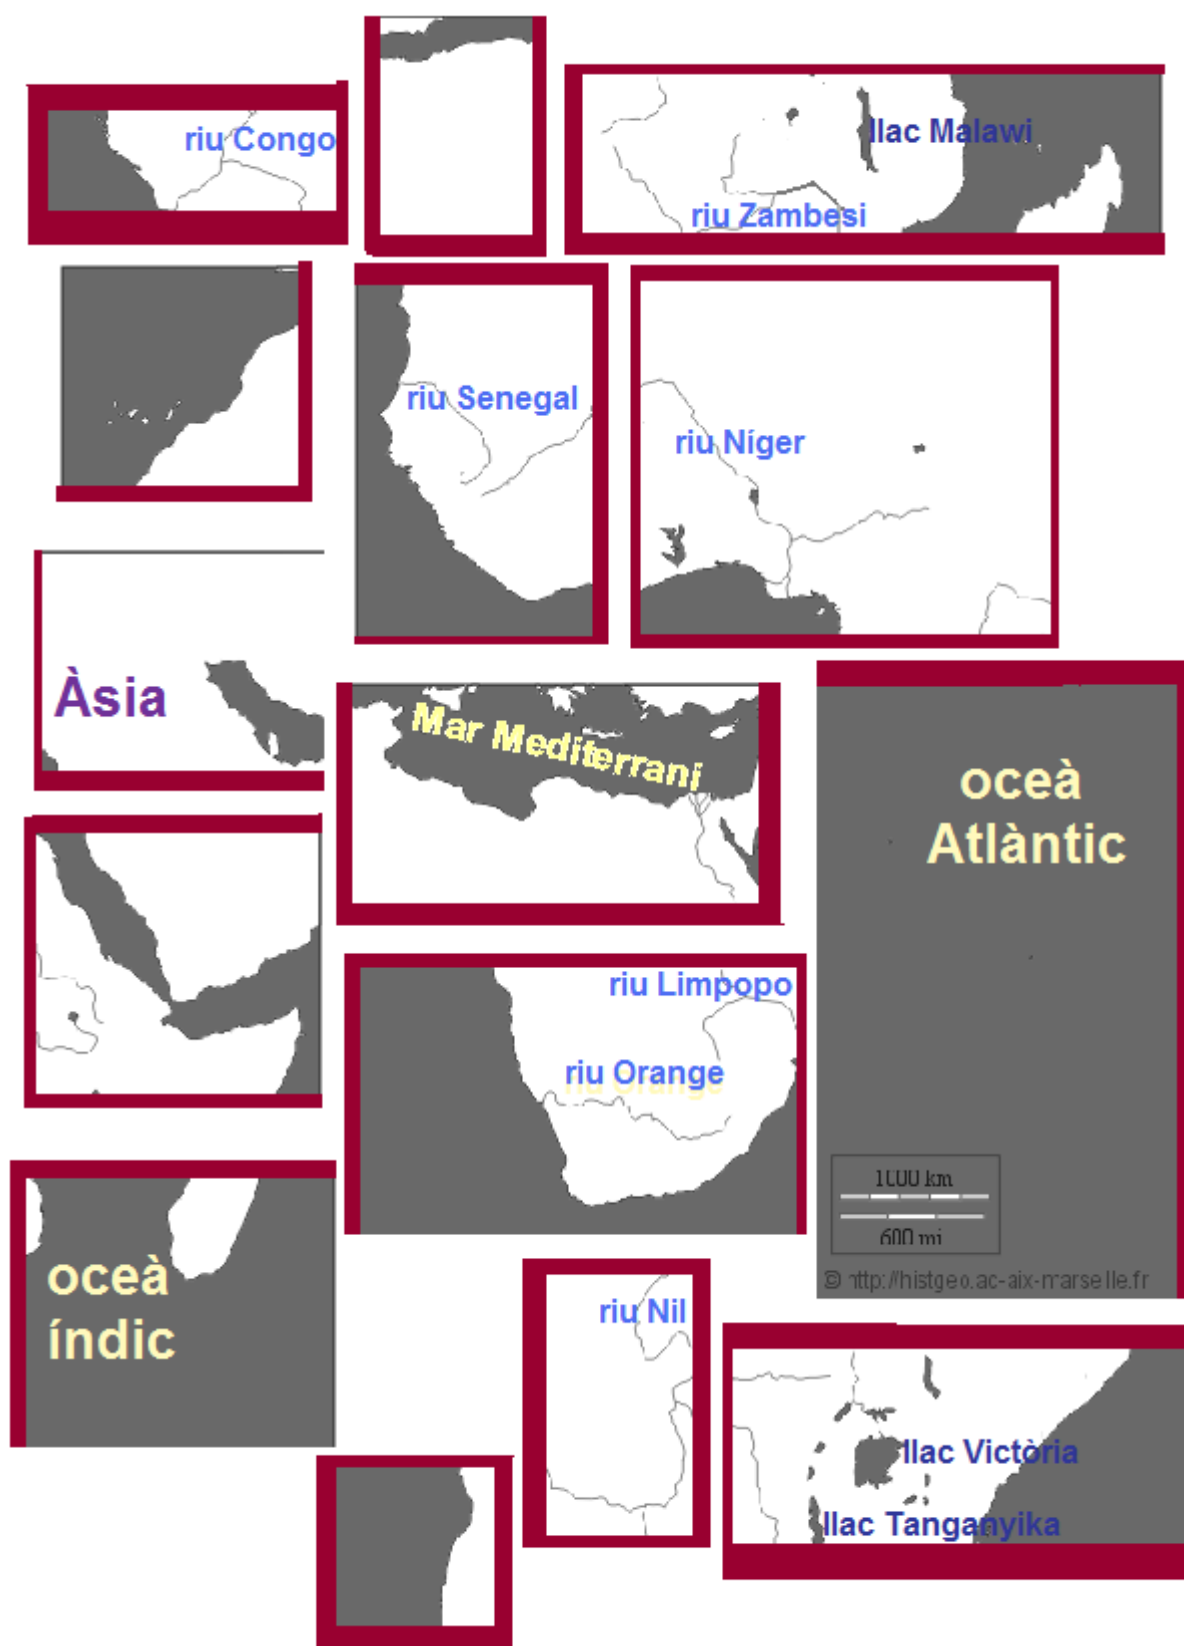 riu Congo
llac Malawi
riu Zambesi
riu Senegal
riu Níger
Àsia
Mar Mediterrani
oceà
Atlàntic
riu Limpopo
riu Orange
oceà
índic
1000 km
600 mi
© http://histgeo.ac-aix-marseille.fr
riu Nil
llac Victòria
llac Tanganyika